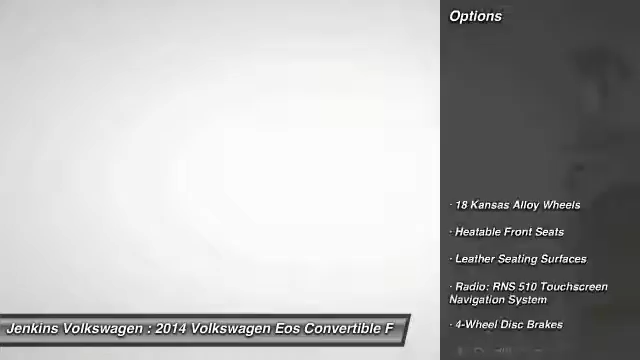 Options
· 18 Kansas Alloy Wheels
· Heatable Front Seats
· Leather Seating Surfaces
· Radio: RNS 510 Touchscreen
Navigation System
· 4-Wheel Disc Brakes
Jenkins Volkswagen : 2014 Volkswagen Eos Convertible F